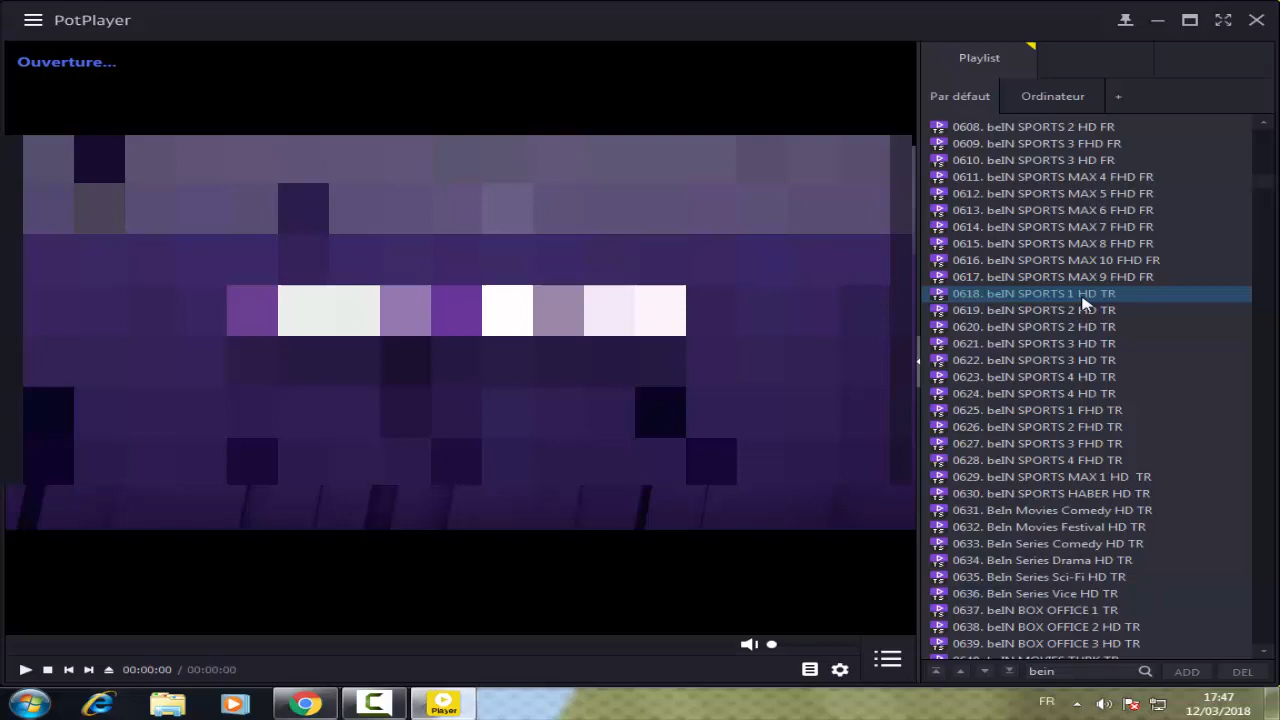 PotPlayer
Ouverture...
Playlist
Par défaut
Ordinateur
+
0608. beIN SPORTS 2 HD FR
0609. beIN SPORTS 3 FHD FR
0610. beIN SPORTS 3 HD FR
0611. beIN SPORTS MAX 4 FHD FR
0612. beIN SPORTS MAX 5 FHD FR
0613. beIN SPORTS MAX 6 FHD FR
0614. beIN SPORTS MAX 7 FHD FR
0615. beIN SPORTS MAX 8 FHD FR
0616. beIN SPORTS MAX 10 FHD FR
0617. beIN SPORTS MAX 9 FHD FR
0618. beIN SPORTS 1 HD TR
0619. beIN SPORTS 2 HD TR
0620. beIN SPORTS 2 HD TR
0621. beIN SPORTS 3 HD TR
0622. beIN SPORTS 3 HD TR
0623. beIN SPORTS 4 HD TR
0624. beIN SPORTS 4 HD TR
0625. beIN SPORTS 1 FHD TR
0626. beIN SPORTS 2 FHD TR
0627. beIN SPORTS 3 FHD TR
0628. beIN SPORTS 4 FHD TR
0629. beIN SPORTS MAX 1 HD TR
0630. beIN SPORTS HABER HD TR
0631. BeIn Movies Comedy HD TR
0632. BeIn Movies Festival HD TR
0633. BeIn Series Comedy HD TR
0634. BeIn Series Drama HD TR
0635. BeIn Series Sci-Fi HD TR
0636. BeIn Series Vice HD TR
0637. beIN BOX OFFICE 1 TR
0638. beIN BOX OFFICE 2 HD TR
0639. beIN BOX OFFICE 3 HD TR
0640. beIN MOVIES TURK TR
00:00:00 / 00:00:00
bein
ADD
DEL
Player
FR
17:47
12/03/2018